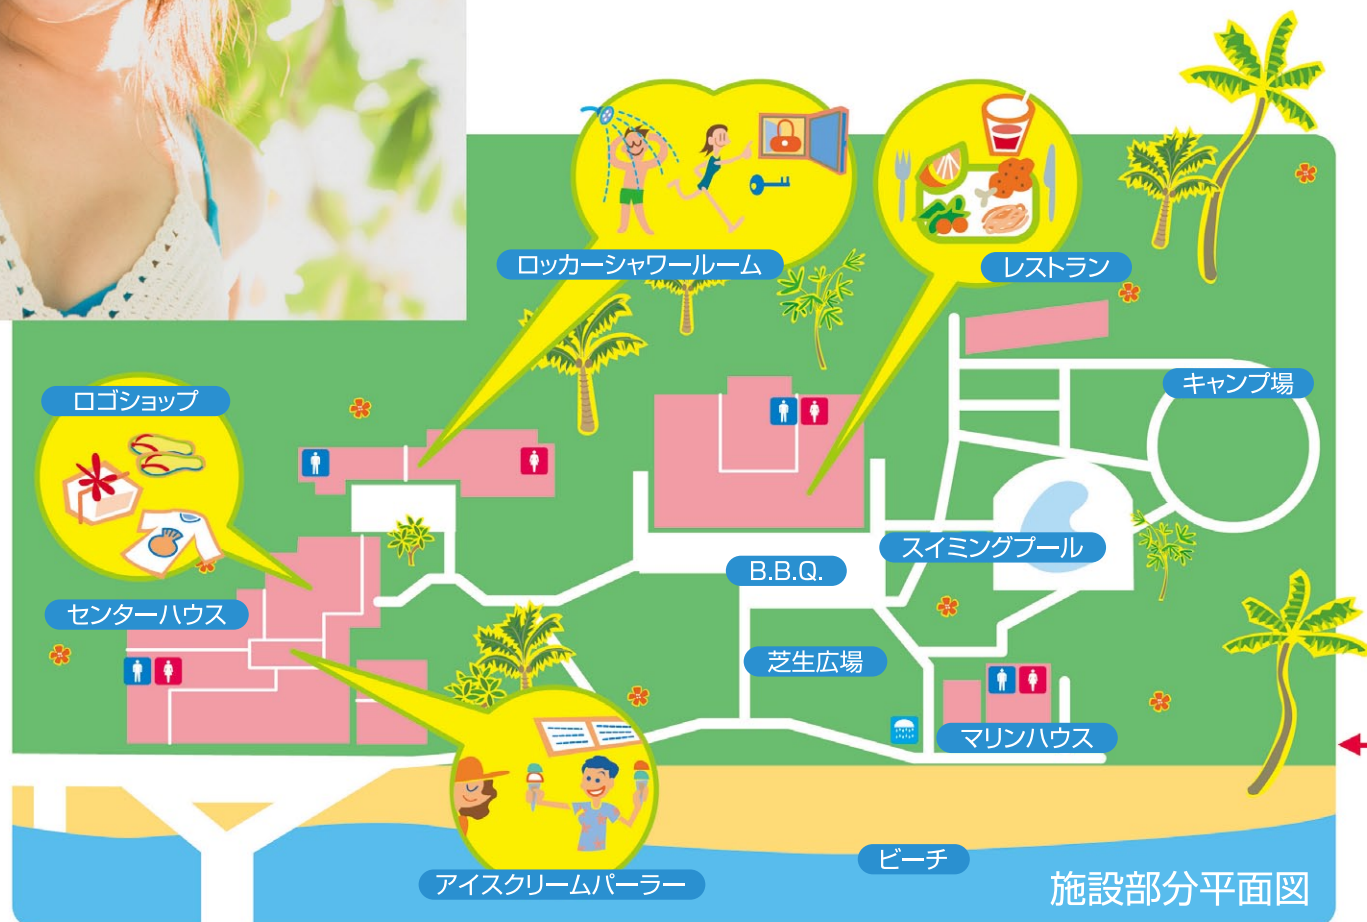 ロッカーシャワールーム
レストラン
キャンプ場
ロゴショップ
スイミングプール
B.B.Q.
センターハウス
芝生広場
マリンハウス
ビーチ
アイスクリームパーラー
施設部分平面図